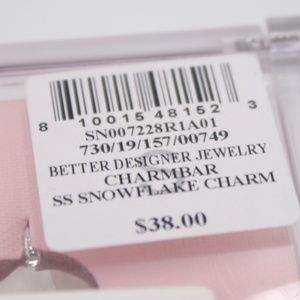 8 10015 48152 3
SN007228R1A01
730/19/157/00749
BETTER DESIGNER JEWELRY
CHARMBAR
SS SNOWFLAKE CHARM
$38.00